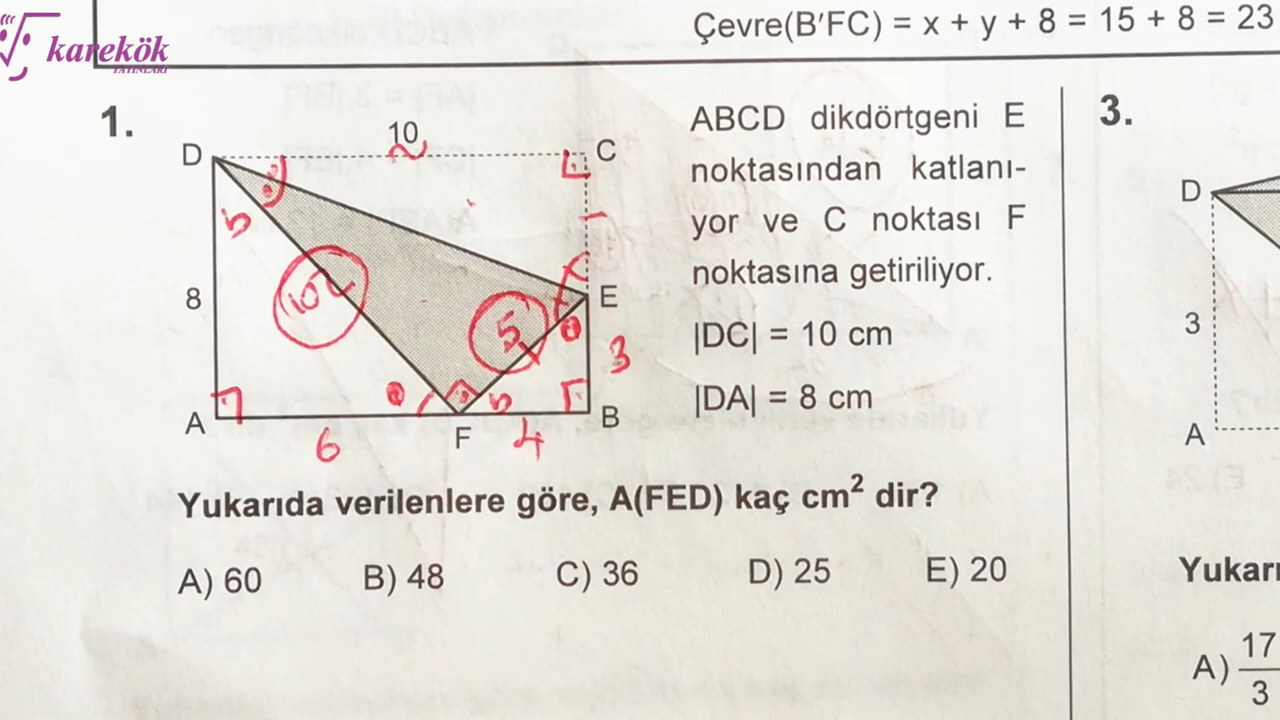 karekök
YAYINLARI
Çevre(B'FC) = x + y + 8 = 15 + 8 = 23
1.
10
D
C
8
10
5
E
3
A
F
B
6
4
ABCD dikdörtgeni E
noktasından katlanı-
yor ve C noktası F
noktasına getiriliyor.
|DC| = 10 cm
|DA| = 8 cm
Yukarıda verilenlere göre, A(FED) kaç cm² dir?
A) 60 B) 48 C) 36 D) 25 E) 20
3.
D
3
A
Yukarı
A) 17/3